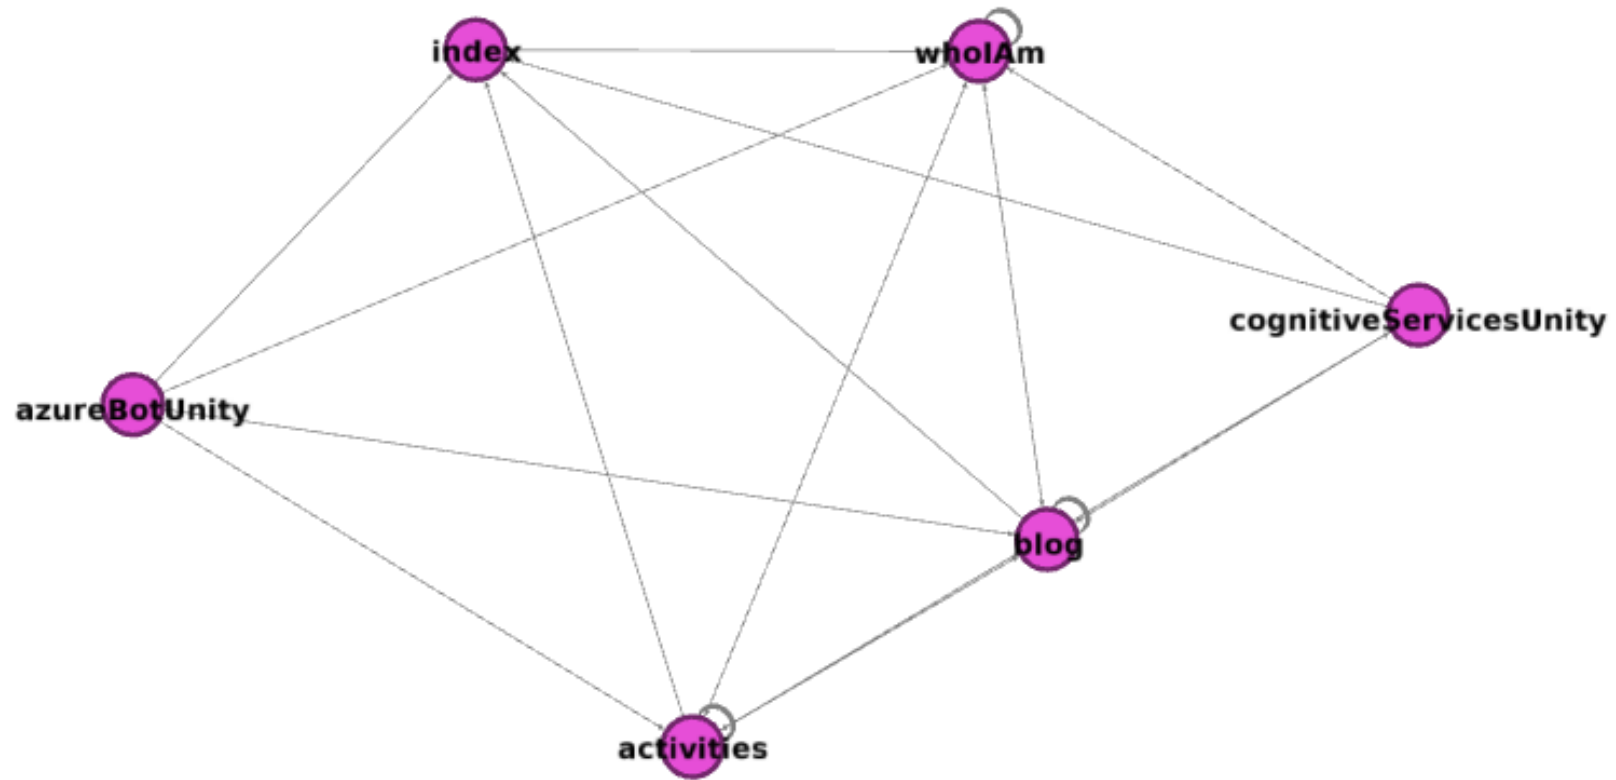 index
whoIAm
cognitiveServicesUnity
azureBotUnity
blog
activities